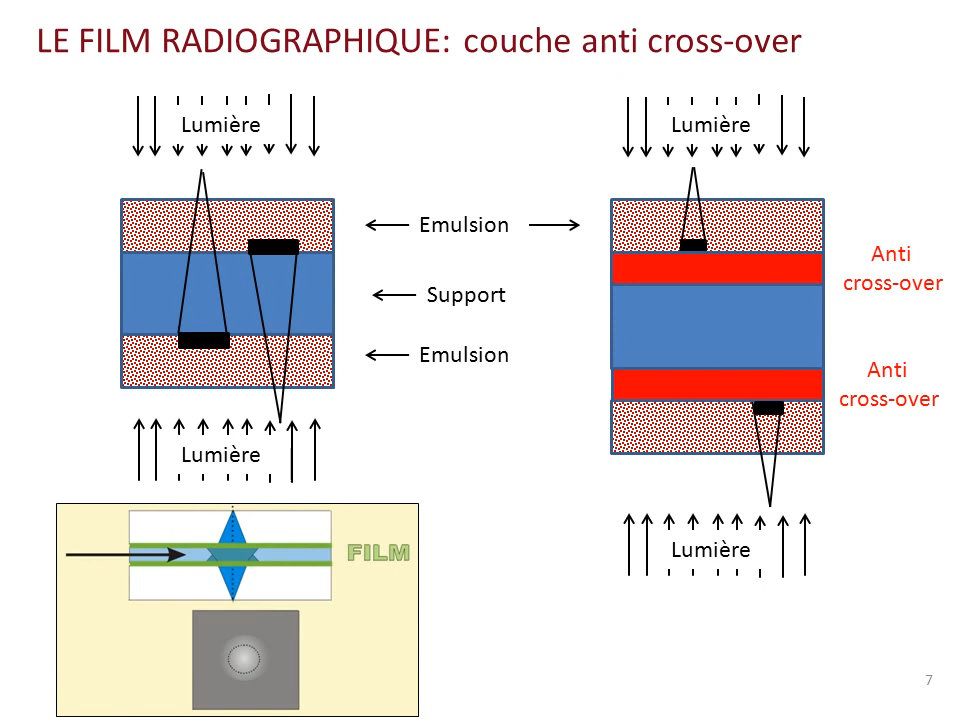 LE FILM RADIOGRAPHIQUE: couche anti cross-over
Lumière
Lumière
Emulsion
Anti
cross-over
Support
Emulsion
Anti
cross-over
Lumière
Lumière
FILM
7